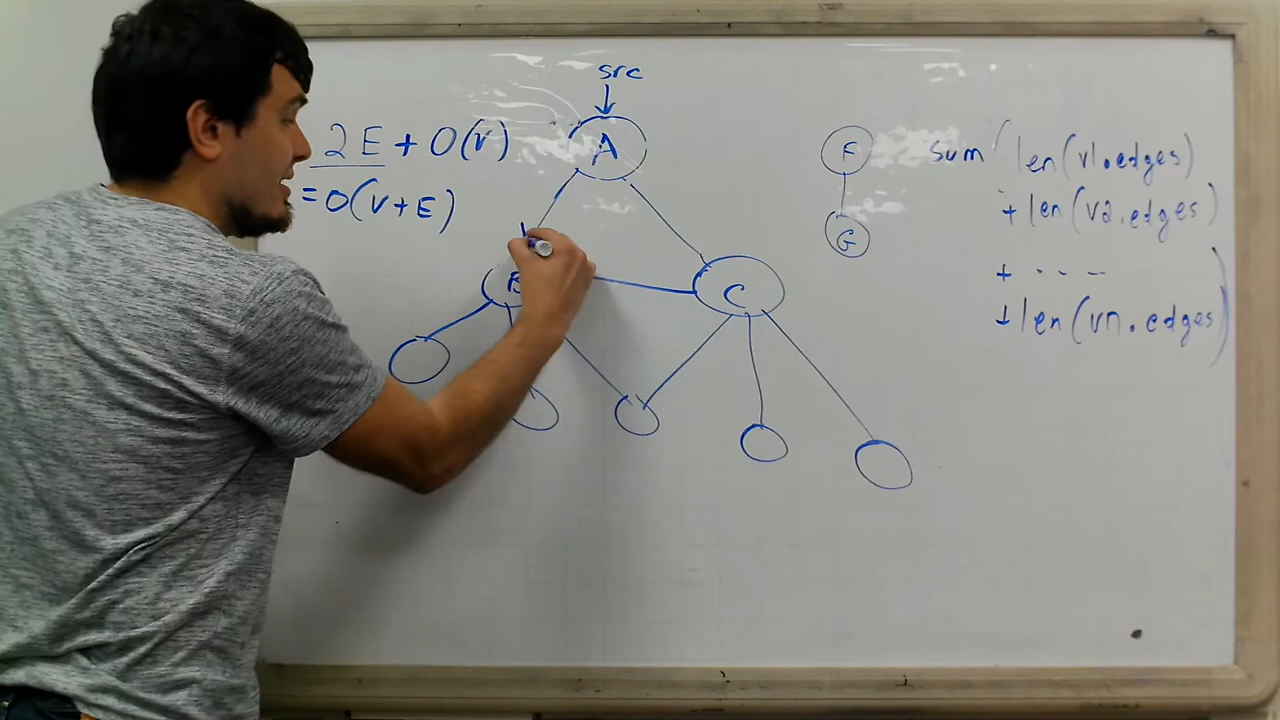 src
2E + O(V)
= O(V+E)
A
B
C
F
G
sum ( len(v1.edges)
+ len(v2.edges)
+ ....
+ len(vn.edges) )